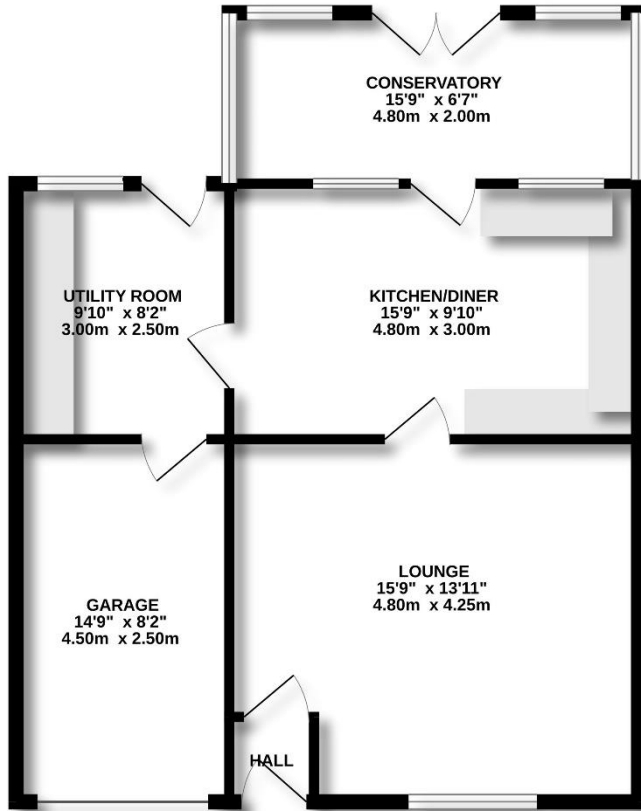 CONSERVATORY
15'9" x 6'7"
4.80m x 2.00m
UTILITY ROOM
9'10" x 8'2"
3.00m x 2.50m
KITCHEN/DINER
15'9" x 9'10"
4.80m x 3.00m
LOUNGE
15'9" x 13'11"
4.80m x 4.25m
GARAGE
14'9" x 8'2"
4.50m x 2.50m
HALL